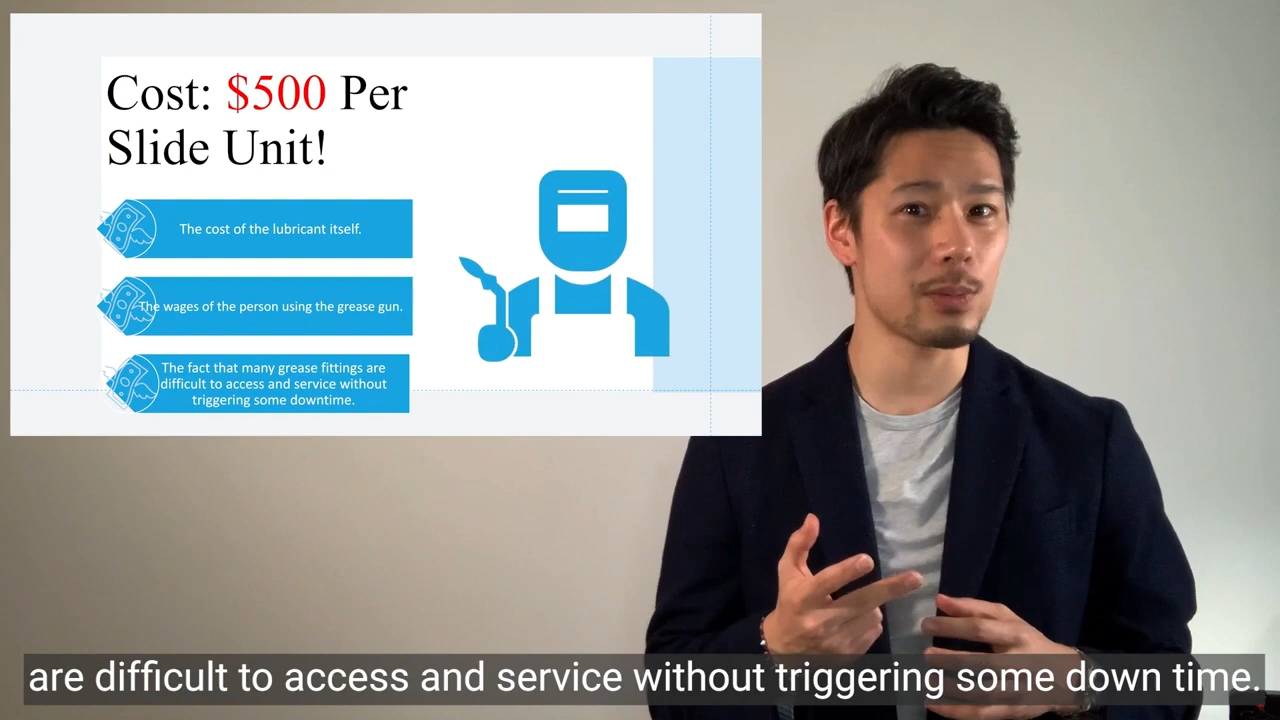 Cost: $500 Per
Slide Unit!
The cost of the lubricant itself.
The wages of the person using the grease gun.
The fact that many grease fittings are
difficult to access and service without
triggering some downtime.
are difficult to access and service without triggering some down time.